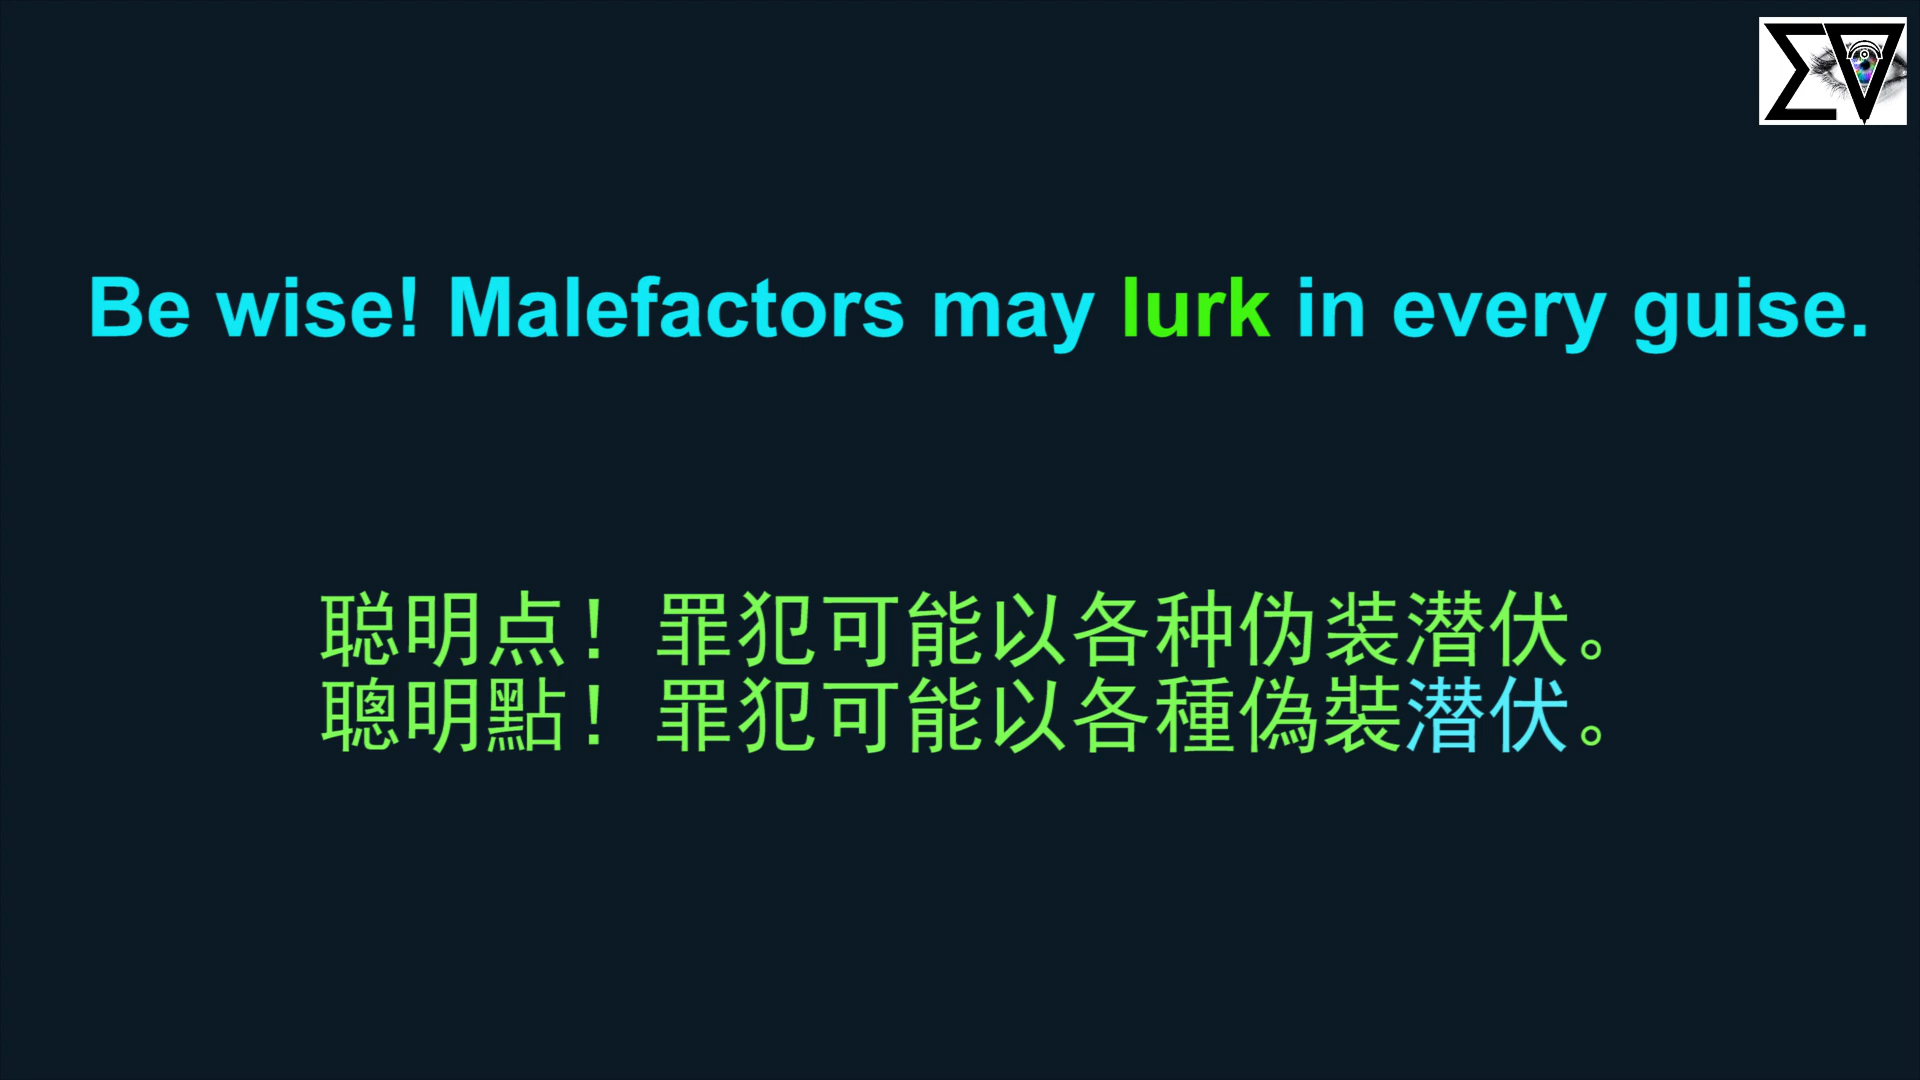 Be wise! Malefactors may lurk in every guise.
聪明点！罪犯可能以各种伪装潜伏。
聰明點！罪犯可能以各種偽裝潜伏。